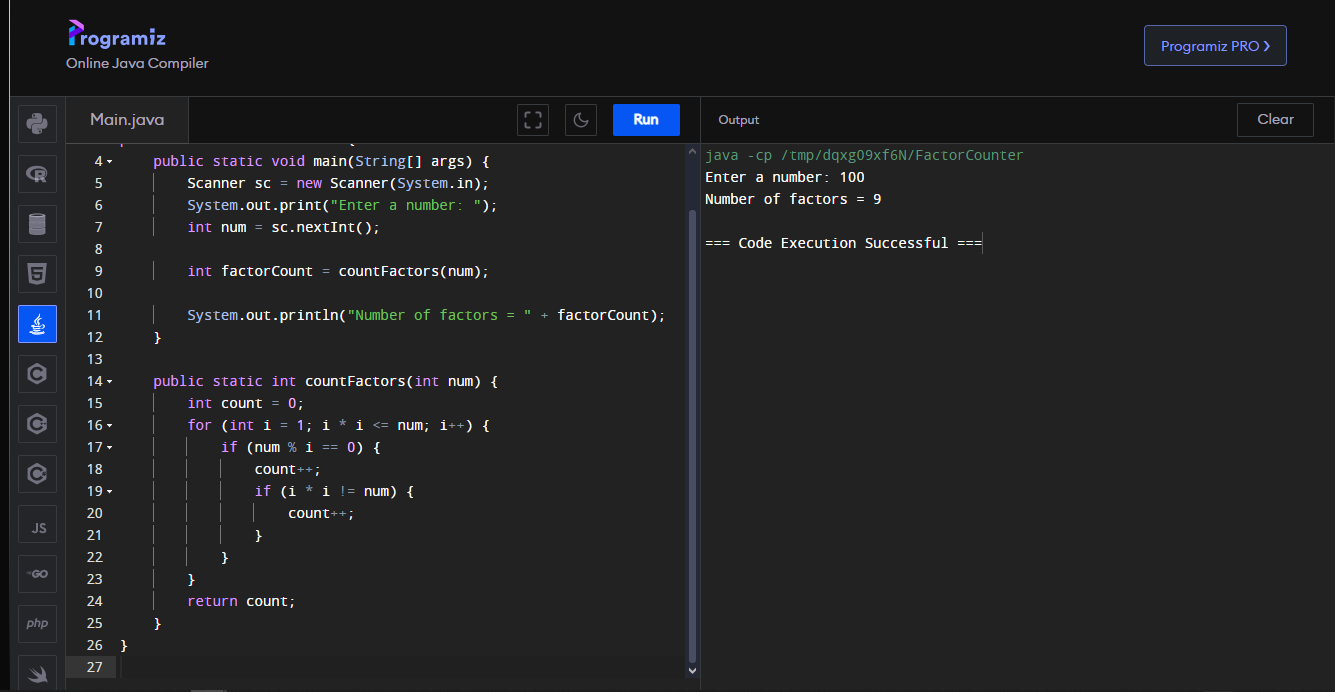 Programiz
Online Java Compiler
Programiz PRO ❯
Main.java
Run
Output
Clear
4 public static void main(String[] args) {
5 Scanner sc = new Scanner(System.in);
6 System.out.print("Enter a number: ");
7 int num = sc.nextInt();
8
9 int factorCount = countFactors(num);
10
11 System.out.println("Number of factors = " + factorCount);
12 }
13
14 public static int countFactors(int num) {
15 int count = 0;
16 for (int i = 1; i * i <= num; i++) {
17 if (num % i == 0) {
18 count++;
19 if (i * i != num) {
20 count++;
21 }
22 }
23 }
24 return count;
25 }
26 }
27
java -cp /tmp/dqxgO9xf6N/FactorCounter
Enter a number: 100
Number of factors = 9
=== Code Execution Successful ===
R
5
C
C
C
JS
GO
php